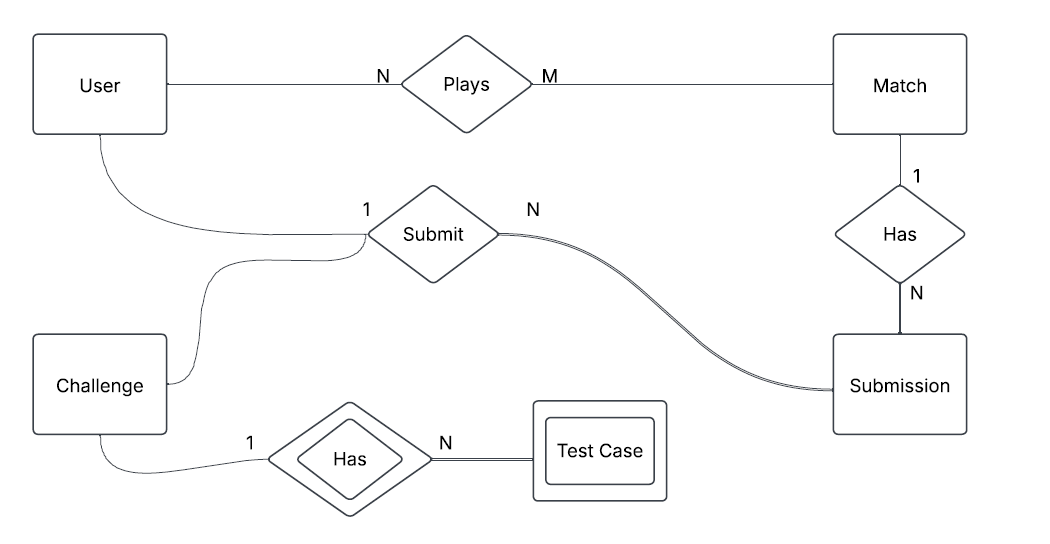 User
N
Plays
M
Match
1
1
Submit
N
Has
N
Challenge
Submission
1
Has
N
Test Case